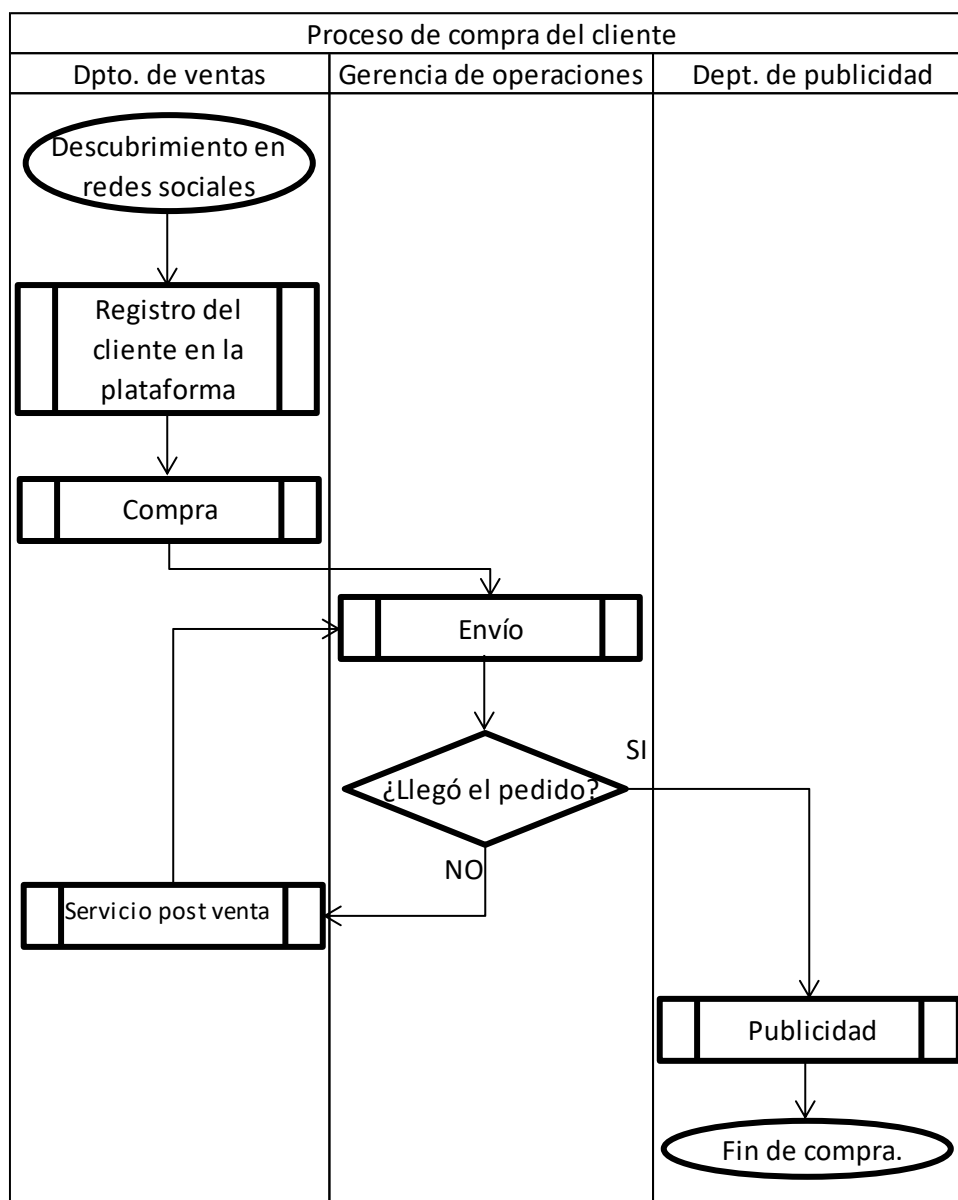 Proceso de compra del cliente
Dpto. de ventas
Gerencia de operaciones
Dept. de publicidad
Descubrimiento en
redes sociales
Registro del
cliente en la
plataforma
Compra
Envío
¿Llegó el pedido?
SI
NO
Servicio post venta
Publicidad
Fin de compra.